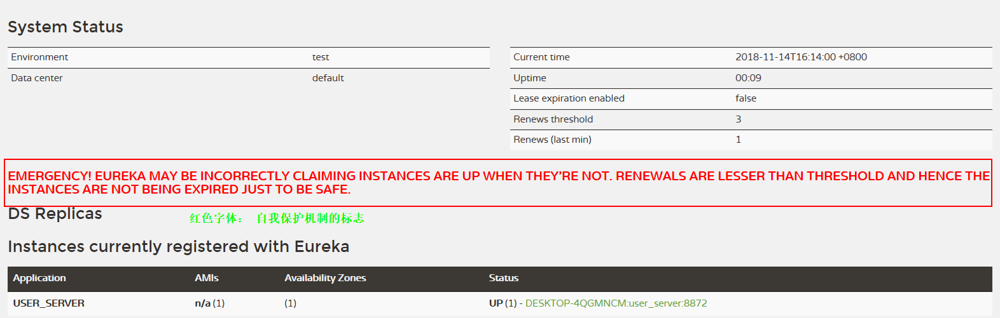 System Status
Environment test
Data center default
Current time 2018-11-14T16:14:00 +0800
Uptime 00:09
Lease expiration enabled false
Renews threshold 3
Renews (last min) 1
EMERGENCY! EUREKA MAY BE INCORRECTLY CLAIMING INSTANCES ARE UP WHEN THEY'RE NOT. RENEWALS ARE LESSER THAN THRESHOLD AND HENCE THE
INSTANCES ARE NOT BEING EXPIRED JUST TO BE SAFE.
DS Replicas
红色字体： 自我保护机制的标志
Instances currently registered with Eureka
Application AMIs Availability Zones Status
USER_SERVER n/a (1) (1) UP (1) - DESKTOP-4QGMNCM:user_server:8872